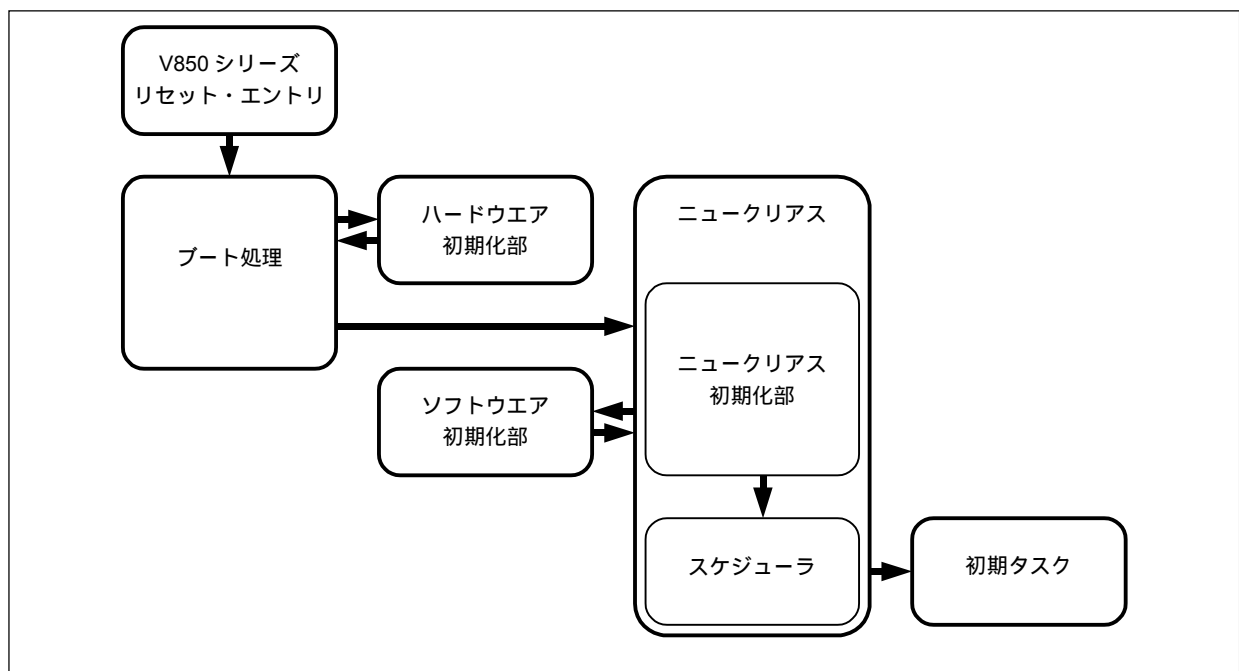 V850 シリーズ
リセット・エントリ
ブート処理
ハードウエア
初期化部
ニュークリアス
ニュークリアス
初期化部
ソフトウエア
初期化部
スケジューラ
初期タスク